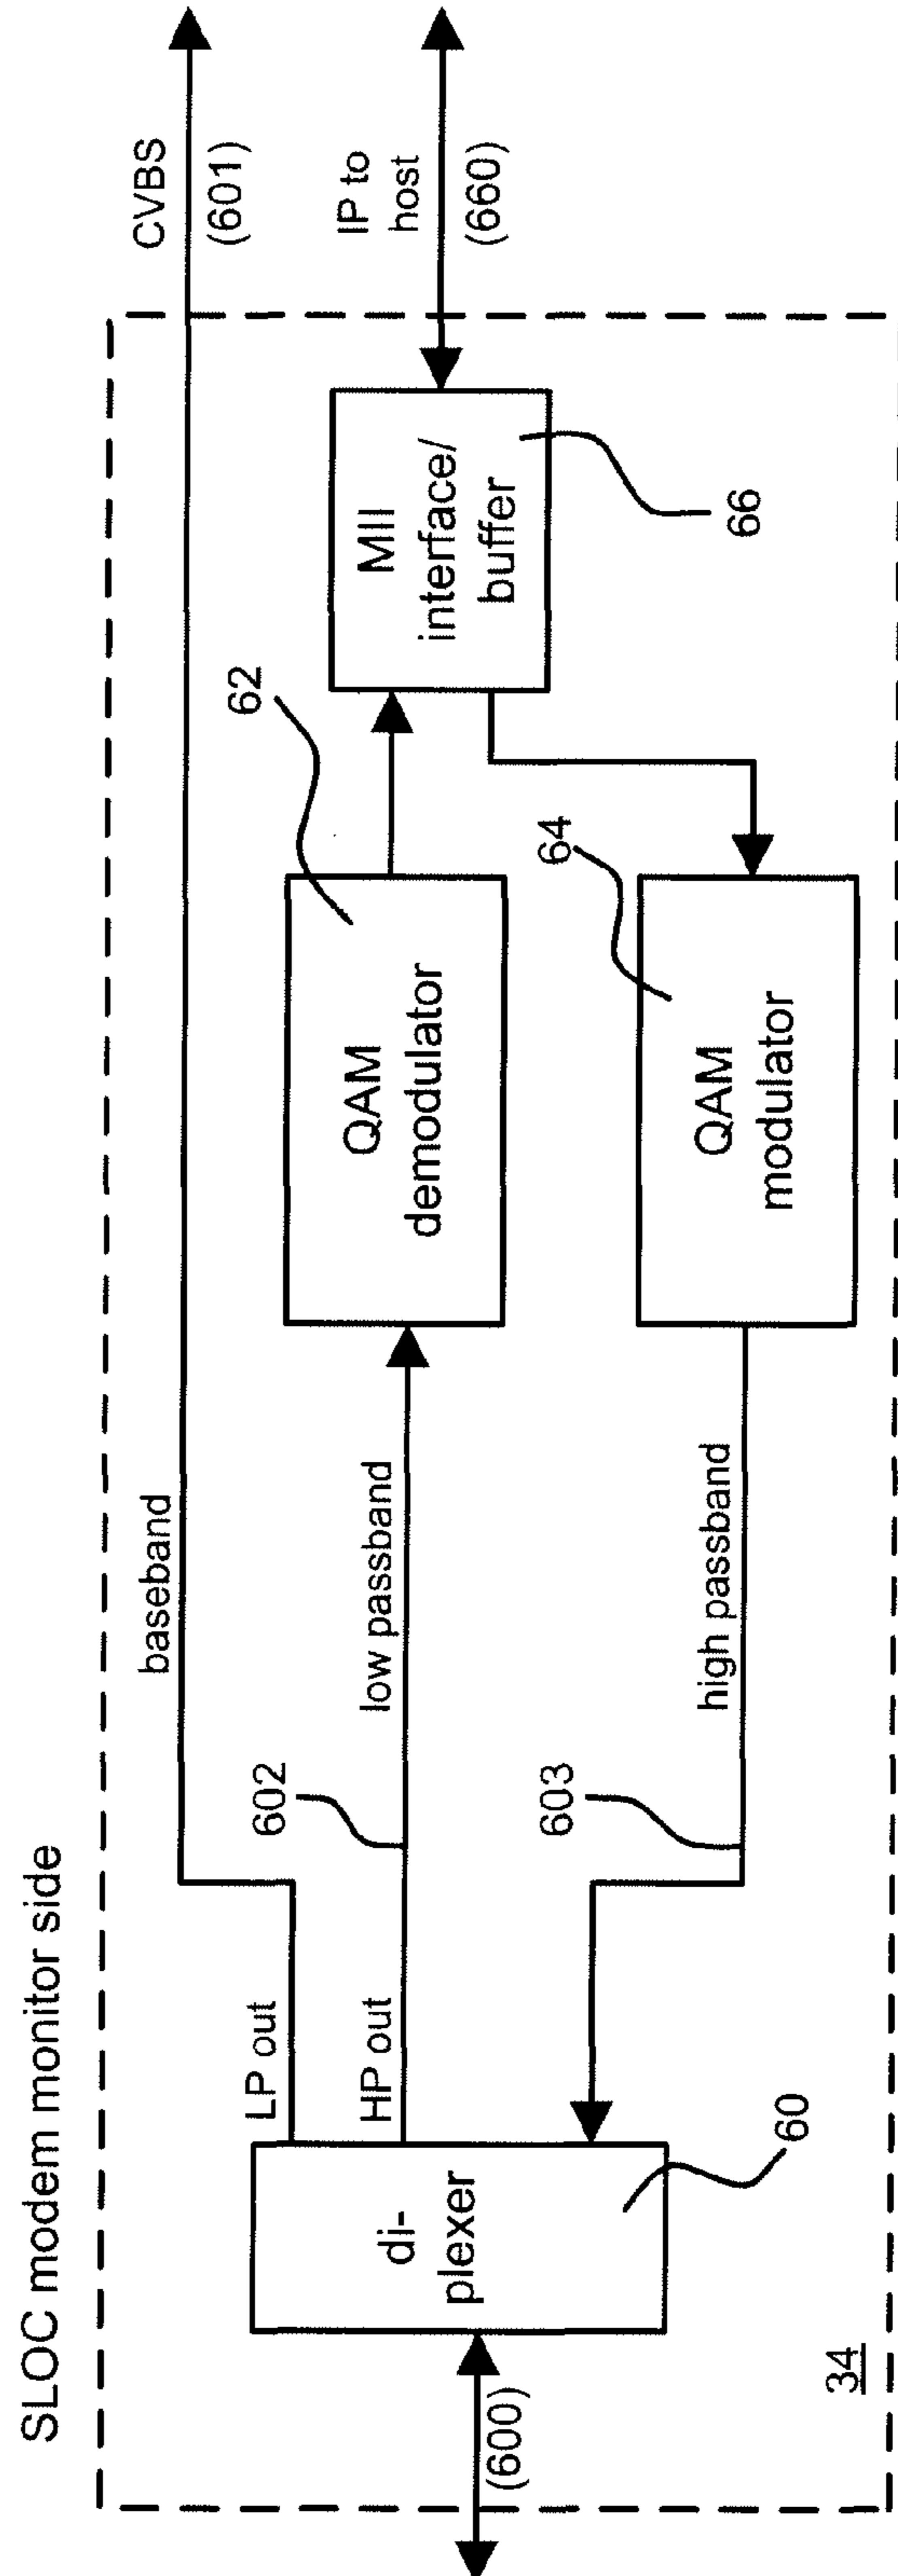 SLOC modem monitor side
CVBS
(601)
baseband
LP out
HP out
602
low passband
62
QAM
demodulator
IP to
host
(660)
MII
interface/
buffer
66
di-
plexer
60
(600)
603
high passband
64
QAM
modulator
34